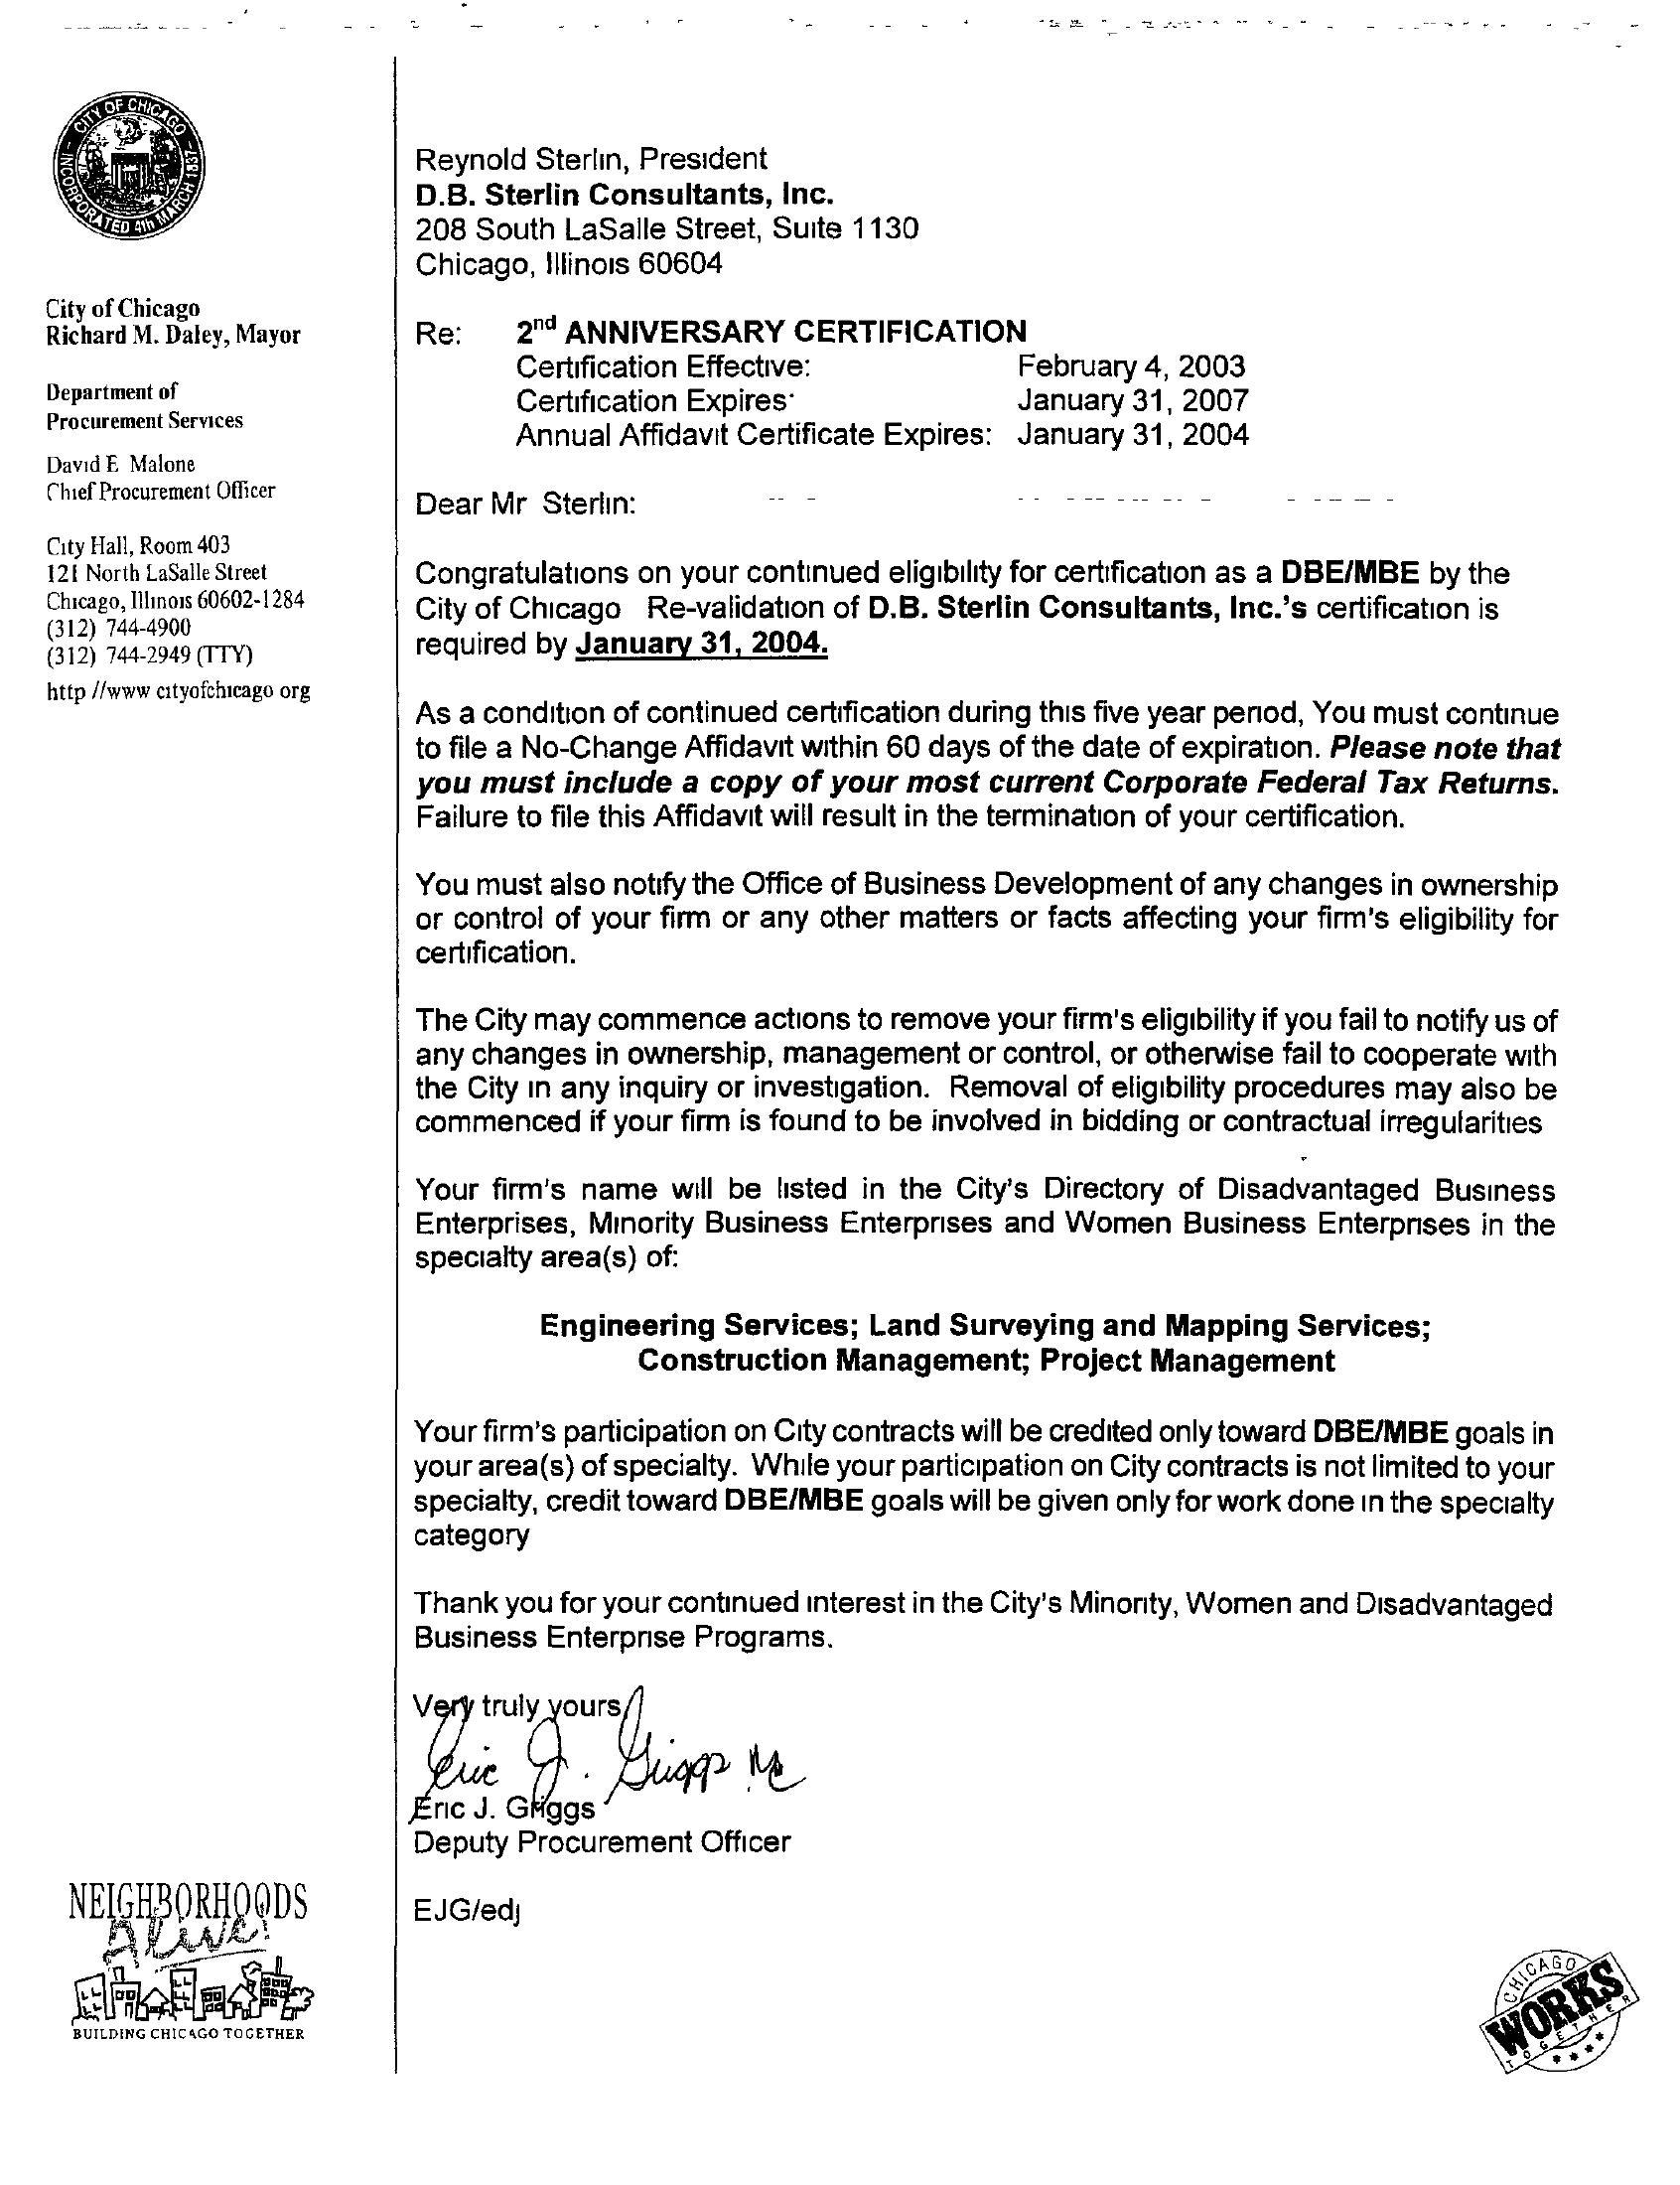 CITY OF CHICAGO
INCORPORATED 4th MARCH 1837
City of Chicago
Richard M. Daley, Mayor
Department of
Procurement Services
David E Malone
Chief Procurement Officer
City Hall, Room 403
121 North LaSalle Street
Chicago, Illinois 60602-1284
(312) 744-4900
(312) 744-2949 (TTY)
http //www cityofchicago org
Reynold Sterlin, President
D.B. Sterlin Consultants, Inc.
208 South LaSalle Street, Suite 1130
Chicago, Illinois 60604
Re: 2nd ANNIVERSARY CERTIFICATION
Certification Effective: February 4, 2003
Certification Expires: January 31, 2007
Annual Affidavit Certificate Expires: January 31, 2004
Dear Mr Sterlin:
Congratulations on your continued eligibility for certification as a DBE/MBE by the
City of Chicago Re-validation of D.B. Sterlin Consultants, Inc.'s certification is
required by January 31, 2004.
As a condition of continued certification during this five year period, You must continue
to file a No-Change Affidavit within 60 days of the date of expiration. Please note that
you must include a copy of your most current Corporate Federal Tax Returns.
Failure to file this Affidavit will result in the termination of your certification.
You must also notify the Office of Business Development of any changes in ownership
or control of your firm or any other matters or facts affecting your firm's eligibility for
certification.
The City may commence actions to remove your firm's eligibility if you fail to notify us of
any changes in ownership, management or control, or otherwise fail to cooperate with
the City in any inquiry or investigation. Removal of eligibility procedures may also be
commenced if your firm is found to be involved in bidding or contractual irregularities
Your firm's name will be listed in the City's Directory of Disadvantaged Business
Enterprises, Minority Business Enterprises and Women Business Enterprises in the
specialty area(s) of:
Engineering Services; Land Surveying and Mapping Services;
Construction Management; Project Management
Your firm's participation on City contracts will be credited only toward DBE/MBE goals in
your area(s) of specialty. While your participation on City contracts is not limited to your
specialty, credit toward DBE/MBE goals will be given only for work done in the specialty
category
Thank you for your continued interest in the City's Minority, Women and Disadvantaged
Business Enterprise Programs.
Very truly yours,
Eric J. Griggs
Eric J. Griggs
Deputy Procurement Officer
EJG/edj
NEIGHBORHOODS
Alive!
BUILDING CHICAGO TOGETHER
CHICAGO
WORKS
TOGETHER